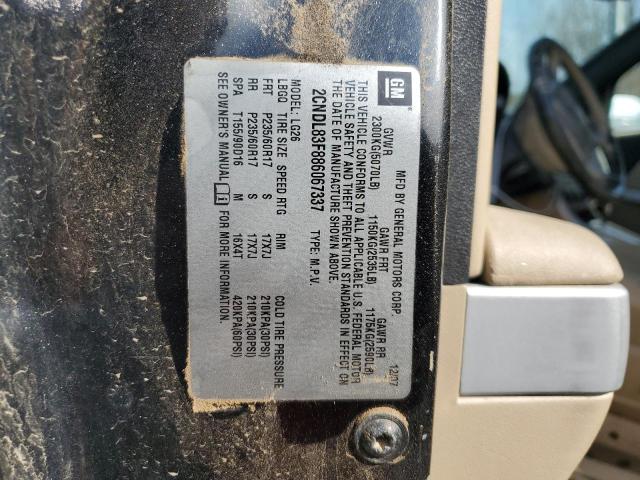 GM
MFD BY GENERAL MOTORS CORP. 12/07
GVWR GAWR FRT GAWR RR
2300KG(5070LB) 1150KG(2535LB) 1175KG(2590LB)
THIS VEHICLE CONFORMS TO ALL APPLICABLE U.S. FEDERAL MOTOR
VEHICLE SAFETY AND THEFT PREVENTION STANDARDS IN EFFECT ON
THE DATE OF MANUFACTURE SHOWN ABOVE.
2CNDL83F886067337 TYPE: M.P.V.
MODEL: LG26
LBGQ TIRE SIZE SPEED RTG RIM COLD TIRE PRESSURE
FRT P235/60R17 S 17X7J 210KPA(30PSI)
RR P235/60R17 S 17X7J 210KPA(30PSI)
SPA T155/90D16 M 16X4T 420KPA(60PSI)
SEE OWNER'S MANUAL i FOR MORE INFORMATION.